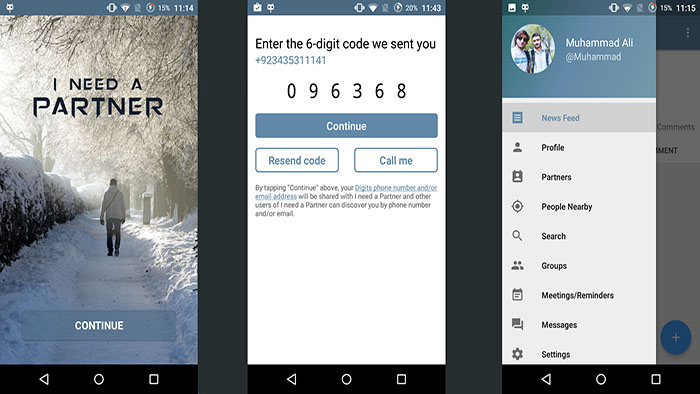 15% 11:14
I NEED A
PARTNER
CONTINUE
20% 11:43
Enter the 6-digit code we sent you
+923435311141
0 9 6 3 6 8
Continue
Resend code Call me
By tapping "Continue" above, your Digits phone number and/or
email address will be shared with I need a Partner and other
users of I need a Partner can discover you by phone number
and/or email.
15% 11:15
Muhammad Ali
@Muhammad
News Feed
Profile
Partners
People Nearby
Search
Groups
Meetings/Reminders
Messages
Settings
Comments